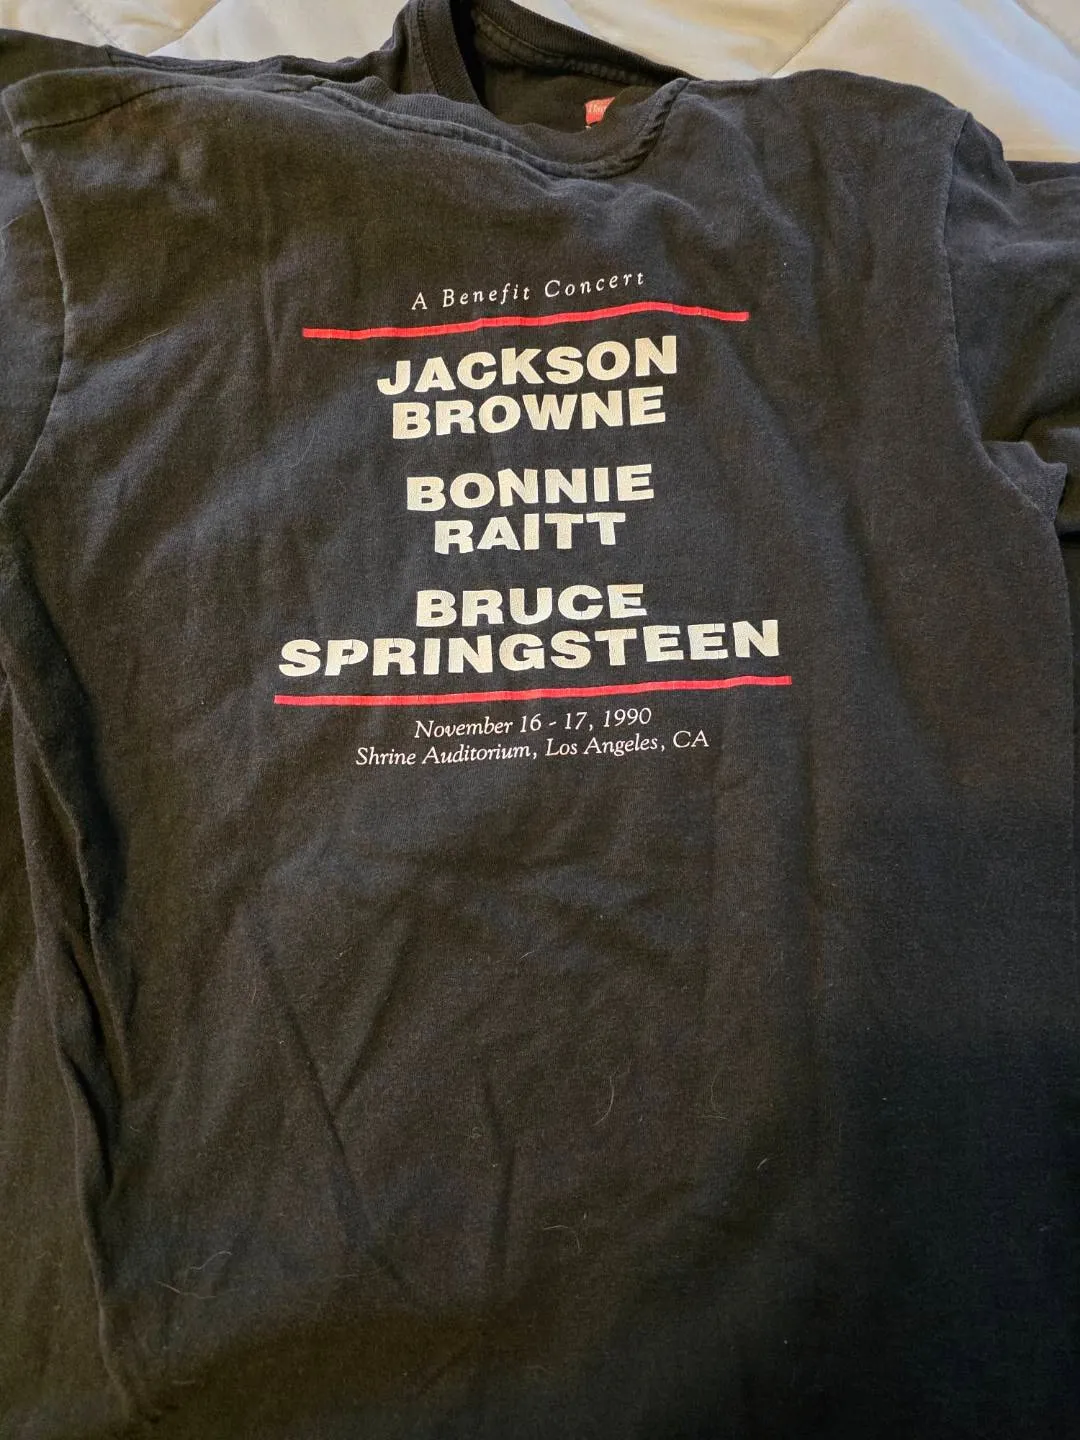 A Benefit Concert
JACKSON
BROWNE
BONNIE
RAITT
BRUCE
SPRINGSTEEN
November 16 - 17, 1990
Shrine Auditorium, Los Angeles, CA